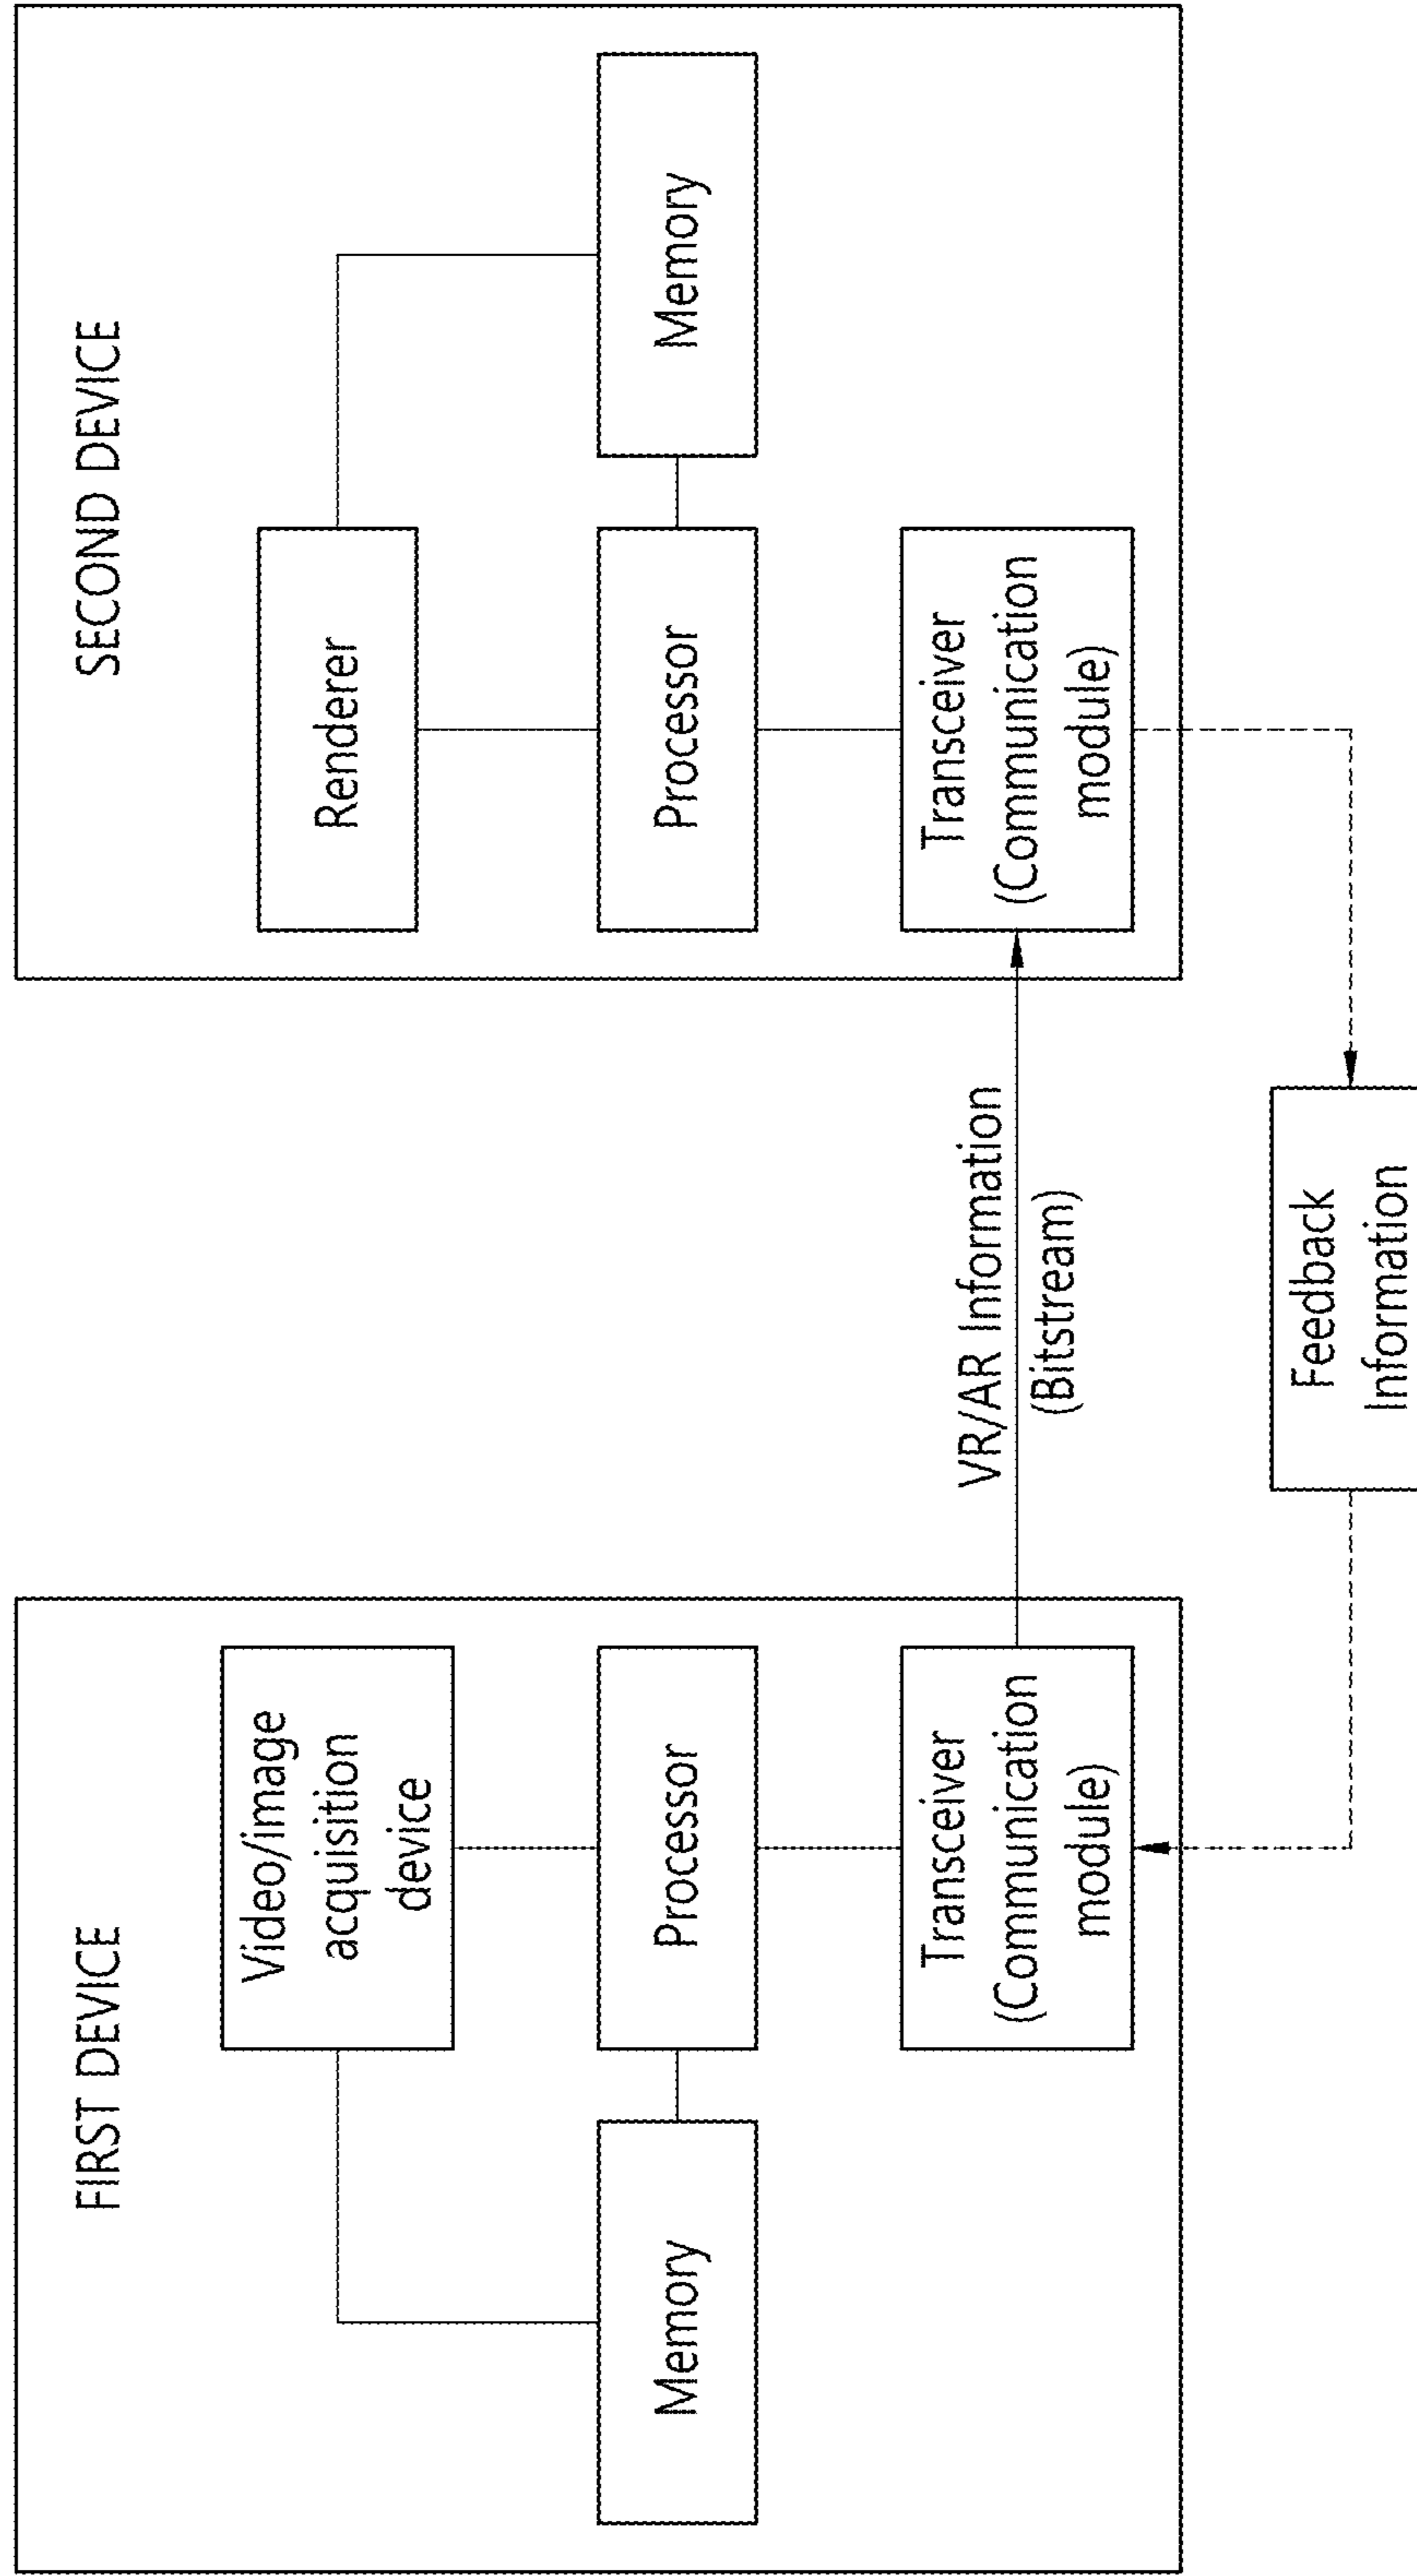 FIRST DEVICE
Video/image
acquisition
device
Memory
Processor
Transceiver
(Communication
module)
VR/AR Information
(Bitstream)
Feedback
Information
SECOND DEVICE
Renderer
Processor
Memory
Transceiver
(Communication
module)